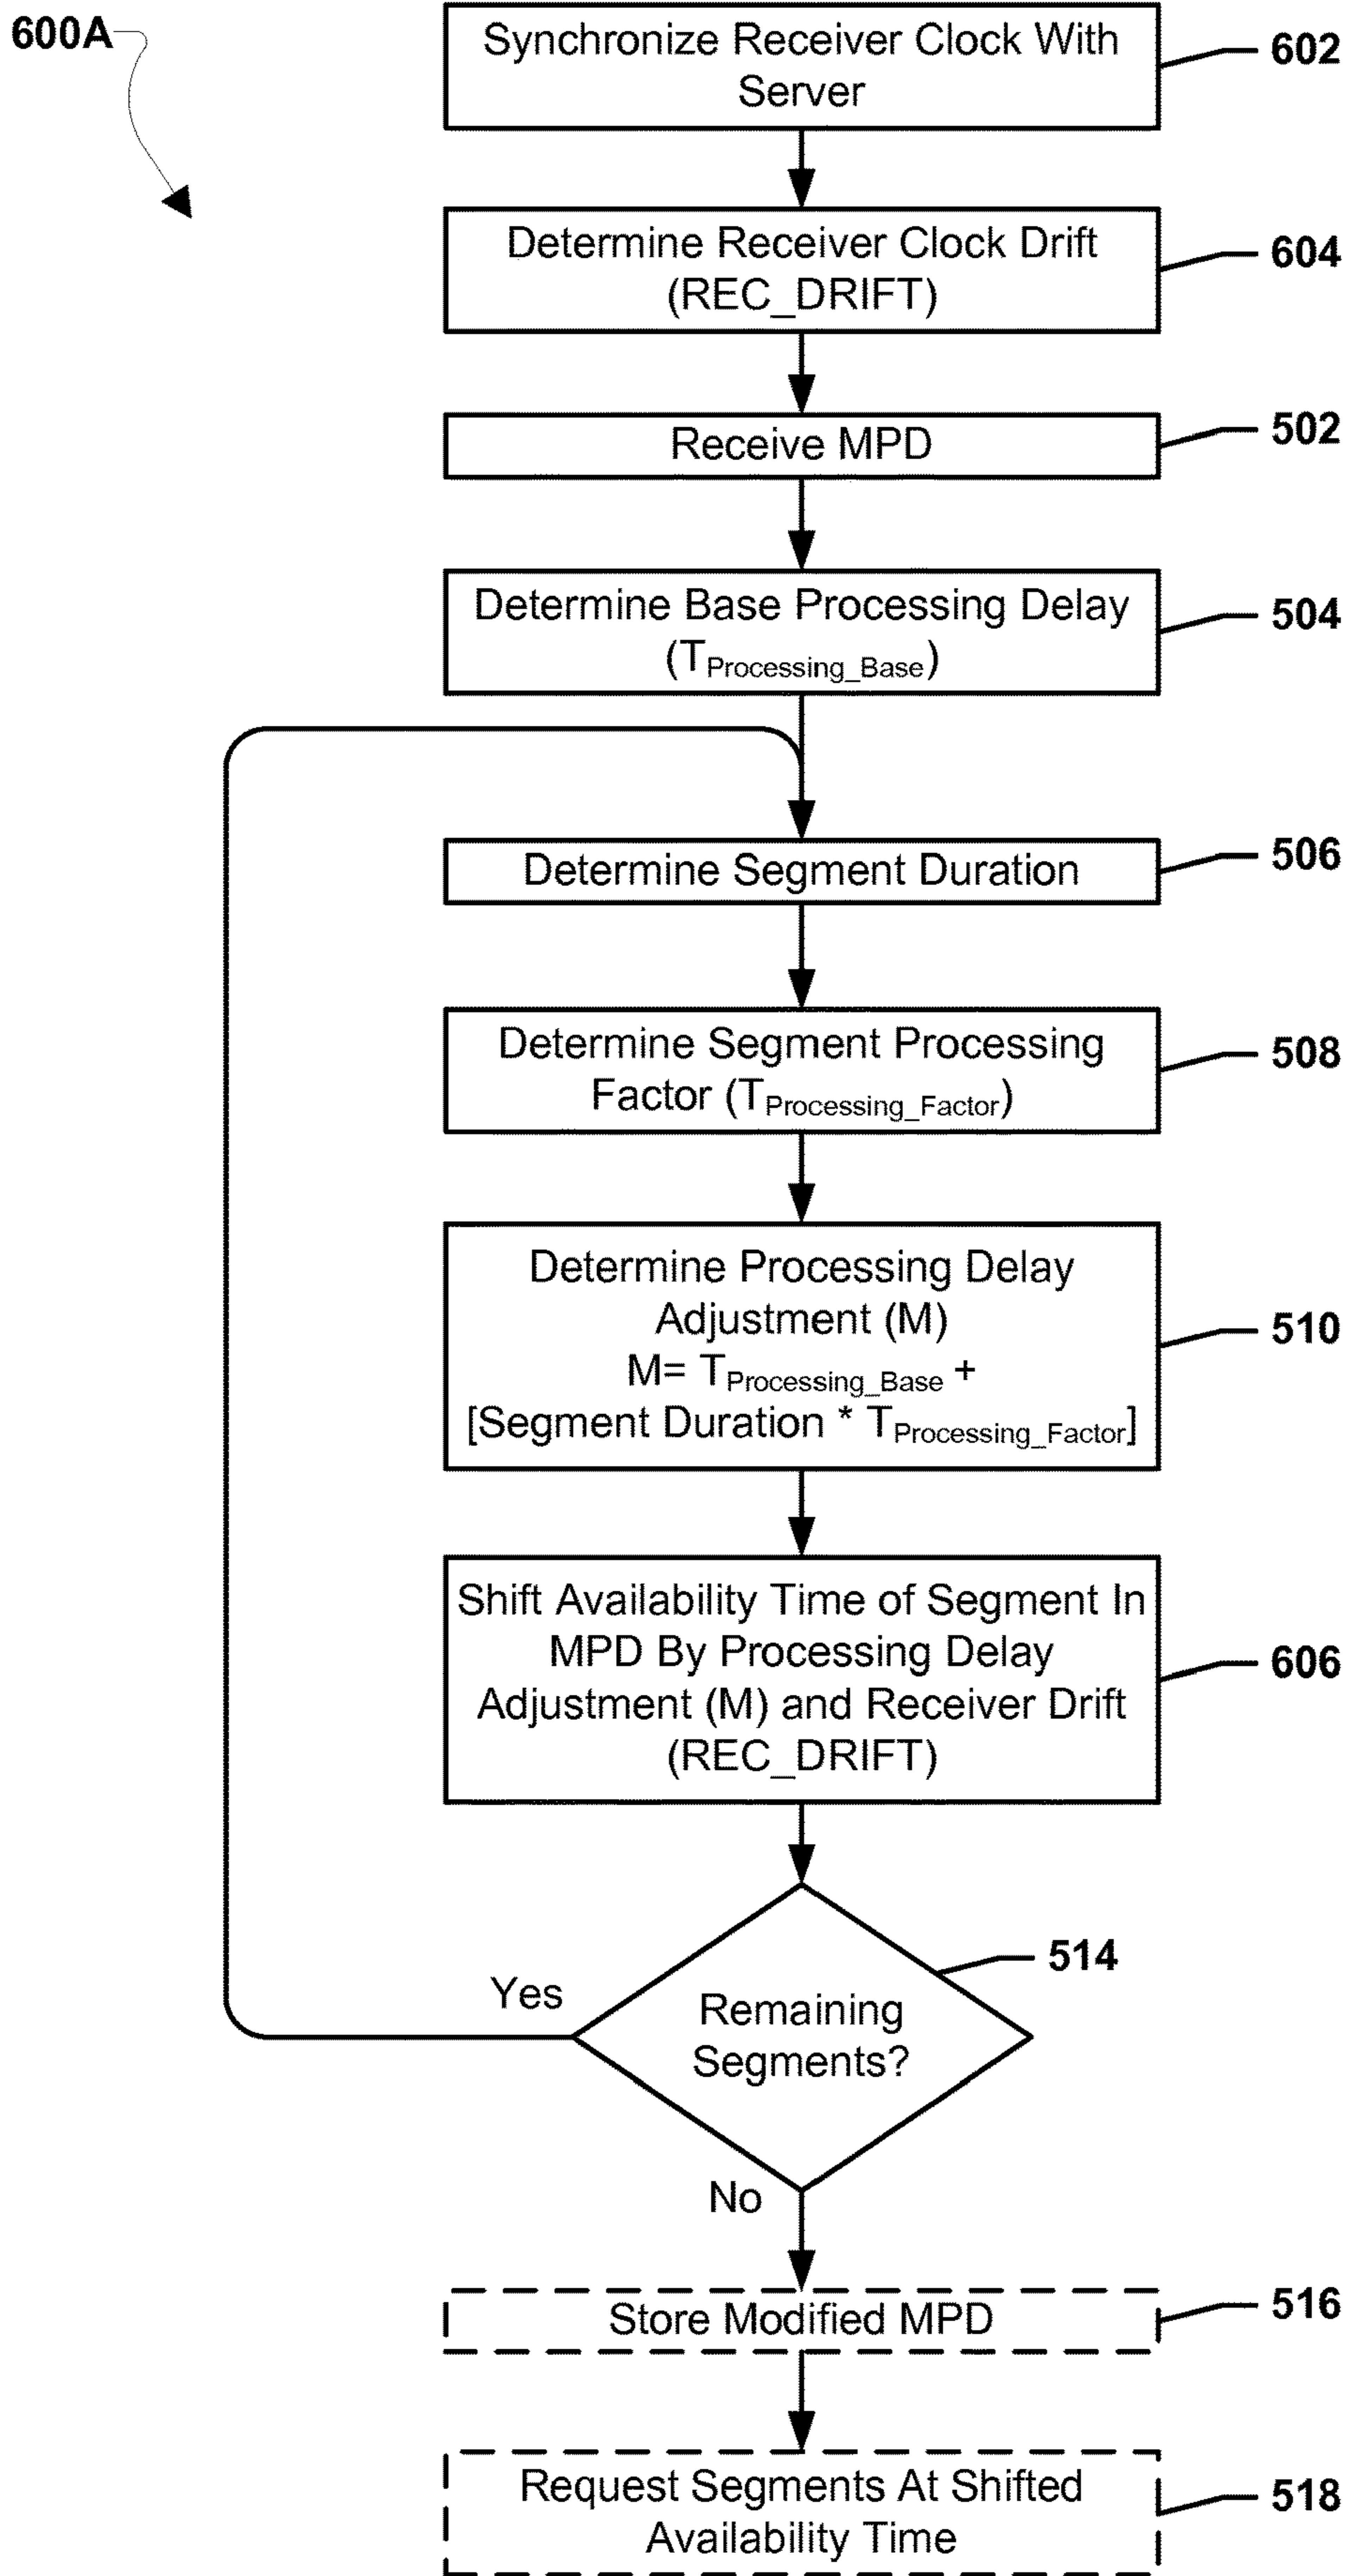 600A
Synchronize Receiver Clock With
Server
602
Determine Receiver Clock Drift
(REC_DRIFT)
604
Receive MPD
502
Determine Base Processing Delay
(TProcessing_Base)
504
Determine Segment Duration
506
Determine Segment Processing
Factor (TProcessing_Factor)
508
Determine Processing Delay
Adjustment (M)
M= TProcessing_Base +
[Segment Duration * TProcessing_Factor]
510
Shift Availability Time of Segment In
MPD By Processing Delay
Adjustment (M) and Receiver Drift
(REC_DRIFT)
606
514
Yes
Remaining
Segments?
No
Store Modified MPD
516
Request Segments At Shifted
Availability Time
518